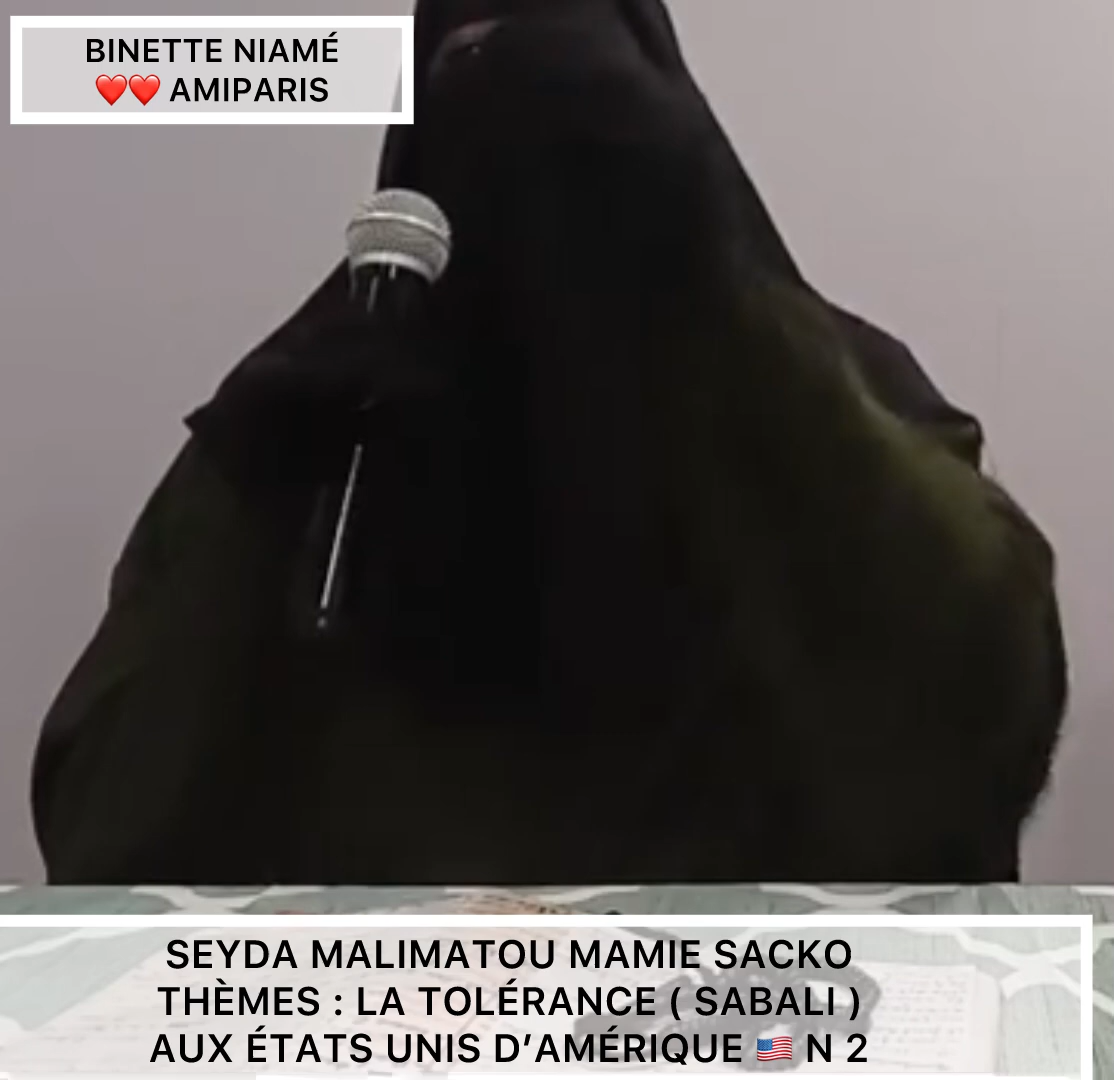 BINETTE NIAMÉ
❤️❤️ AMIPARIS
SEYDA MALIMATOU MAMIE SACKO
THÈMES : LA TOLÉRANCE ( SABALI )
AUX ÉTATS UNIS D’AMÉRIQUE 🇺🇸 N 2